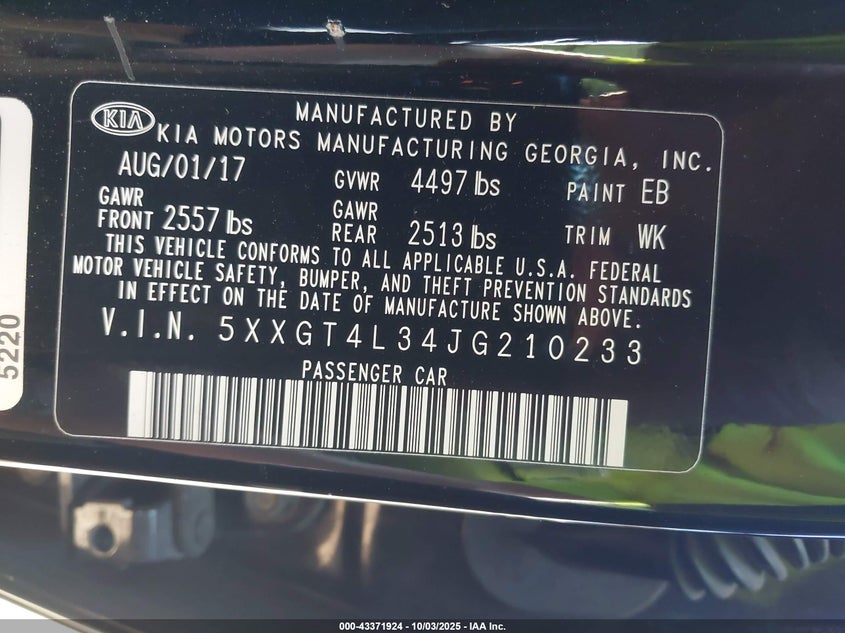 MANUFACTURED BY
KIA KIA MOTORS MANUFACTURING GEORGIA, INC.
AUG/01/17 GVWR 4497 lbs PAINT EB
GAWR FRONT 2557 lbs GAWR REAR 2513 lbs TRIM WK
THIS VEHICLE CONFORMS TO ALL APPLICABLE U.S.A. FEDERAL
MOTOR VEHICLE SAFETY, BUMPER, AND THEFT PREVENTION STANDARDS
IN EFFECT ON THE DATE OF MANUFACTURE SHOWN ABOVE.
V.I.N. 5XXGT4L34JG210233
PASSENGER CAR
5220
000-43371924 - 10/03/2025 - IAA Inc.